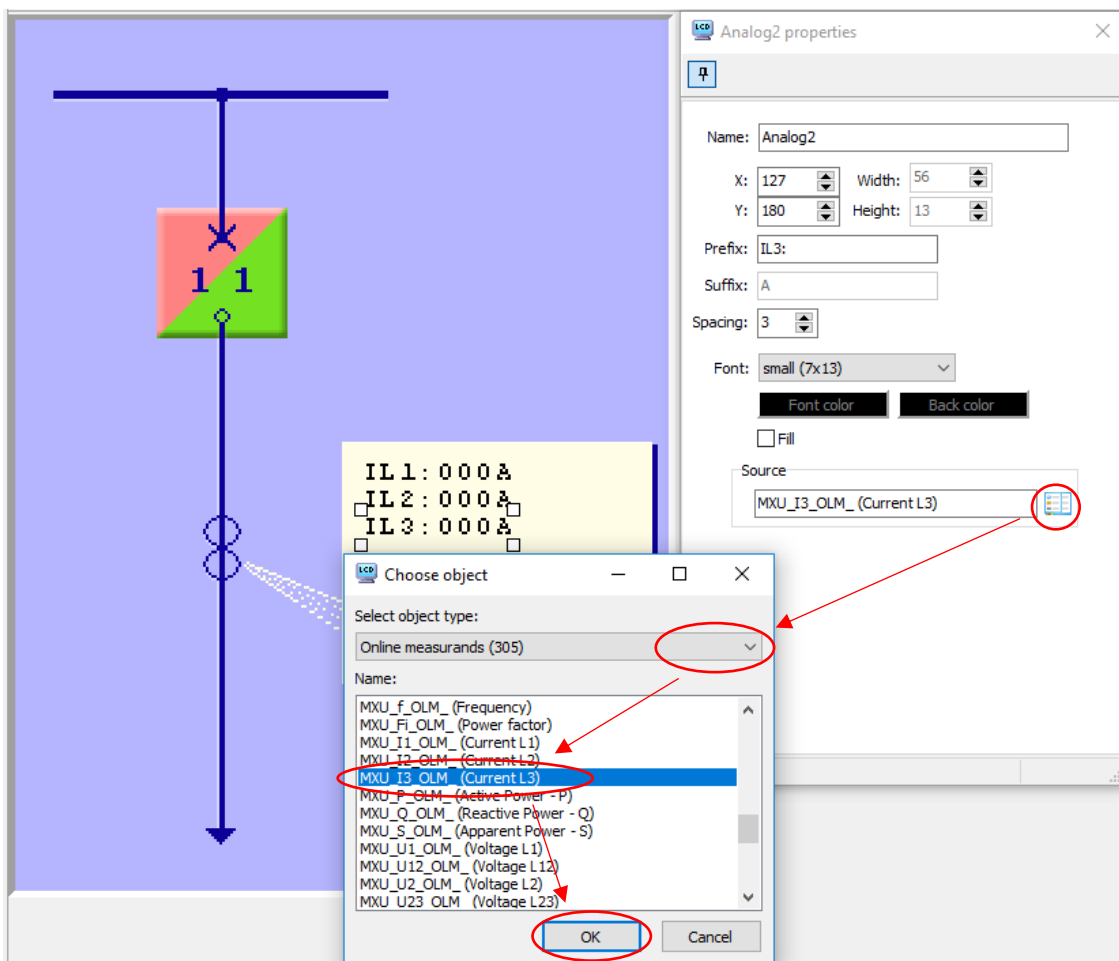 LCD Analog2 properties
Name: Analog2
X: 127 Width: 56
Y: 180 Height: 13
Prefix: IL3:
Suffix: A
Spacing: 3
Font: small (7x13)
Font color Back color
Fill
Source
MXU_I3_OLM_ (Current L3)
1 1
IL1:000A
IL2:000A
IL3:000A
LCD Choose object
Select object type:
Online measurands (305)
Name:
MXU_f_OLM_ (Frequency)
MXU_Fi_OLM_ (Power factor)
MXU_I1_OLM_ (Current L1)
MXU_I2_OLM_ (Current L2)
MXU_I3_OLM_ (Current L3)
MXU_P_OLM_ (Active Power - P)
MXU_Q_OLM_ (Reactive Power - Q)
MXU_S_OLM_ (Apparent Power - S)
MXU_U1_OLM_ (Voltage L1)
MXU_U12_OLM_ (Voltage L12)
MXU_U2_OLM_ (Voltage L2)
MXU_U23_OLM_ (Voltage L23)
OK Cancel